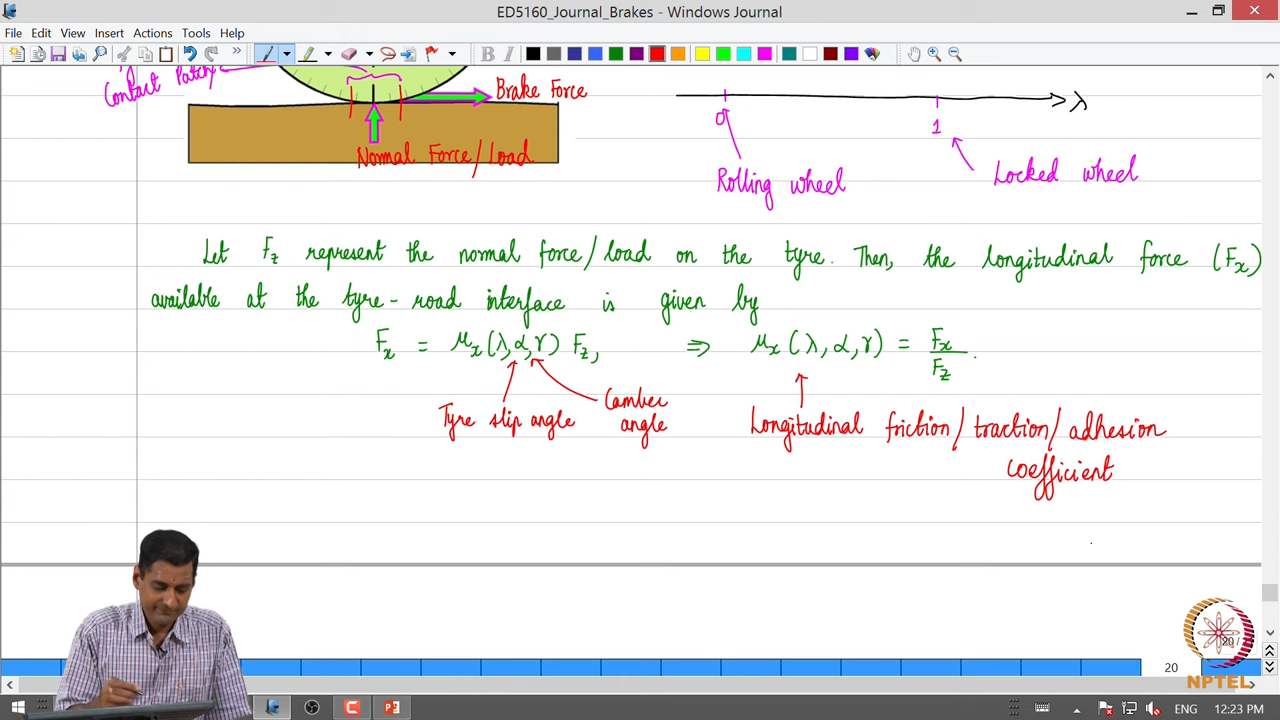 ED5160_Journal_Brakes - Windows Journal
File Edit View Insert Actions Tools Help
Contact Patch
Brake Force
Normal Force/Load
0
1
λ
Rolling wheel
Locked wheel
Let Fz represent the normal force/load on the tyre. Then, the longitudinal force (Fx)
available at the tyre-road interface is given by
Fx = μx(λ,α,γ) Fz, ⇒ μx(λ,α,γ) = Fx/Fz.
Tyre slip angle
Camber
angle
Longitudinal friction/traction/adhesion
coefficient
20
NPTEL
20
ENG 12:23 PM